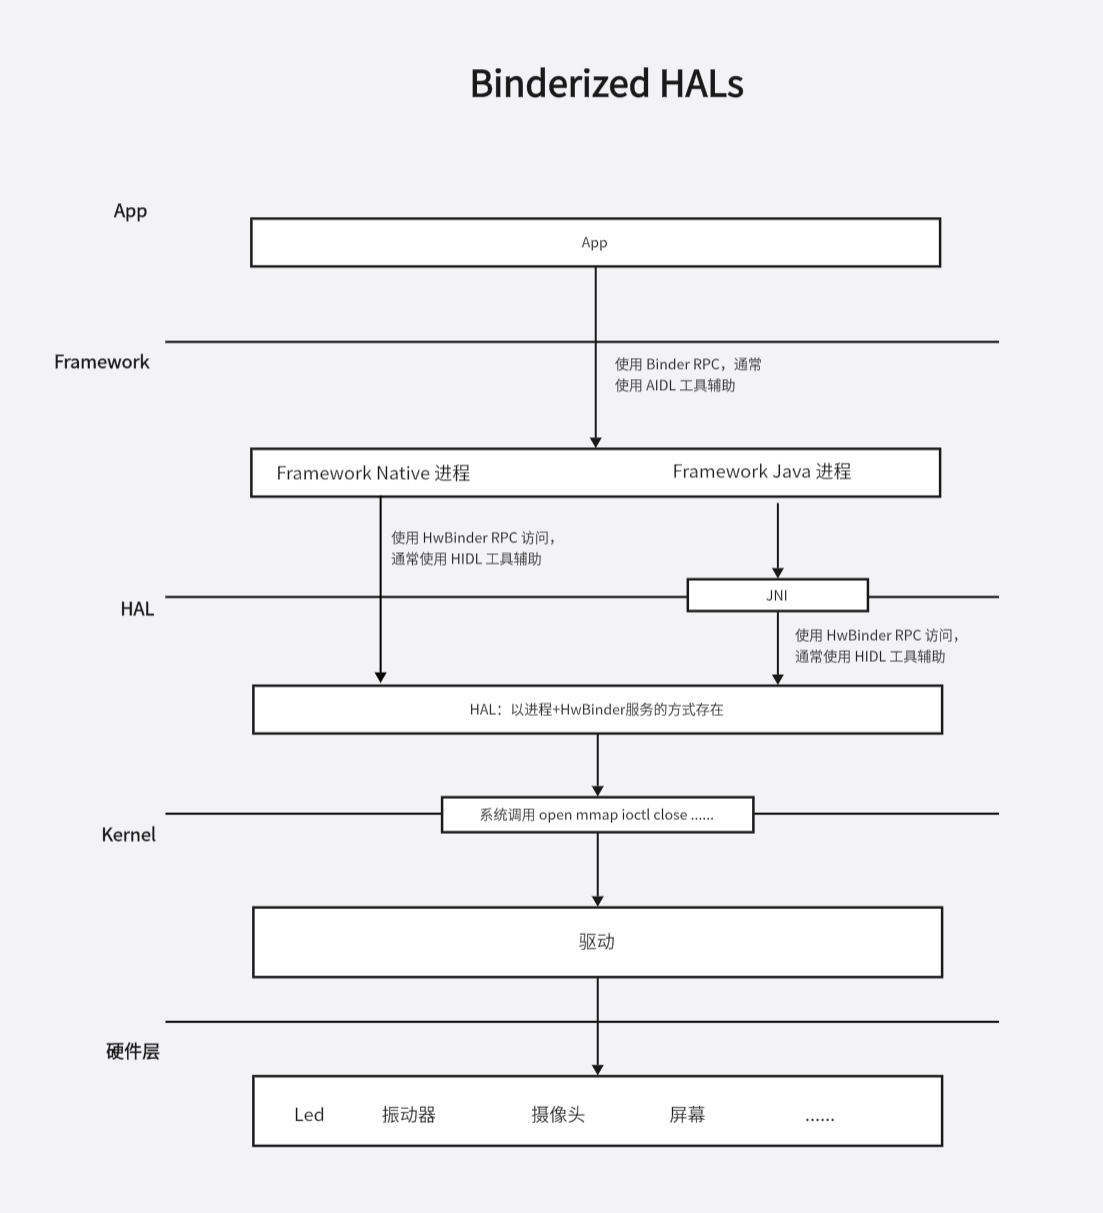 Binderized HALs
App
App
Framework
使用 Binder RPC，通常
使用 AIDL 工具辅助
Framework Native 进程
Framework Java 进程
使用 HwBinder RPC 访问，
通常使用 HIDL 工具辅助
HAL
JNI
使用 HwBinder RPC 访问，
通常使用 HIDL 工具辅助
HAL：以进程+HwBinder服务的方式存在
Kernel
系统调用 open mmap ioctl close ......
驱动
硬件层
Led
振动器
摄像头
屏幕
......